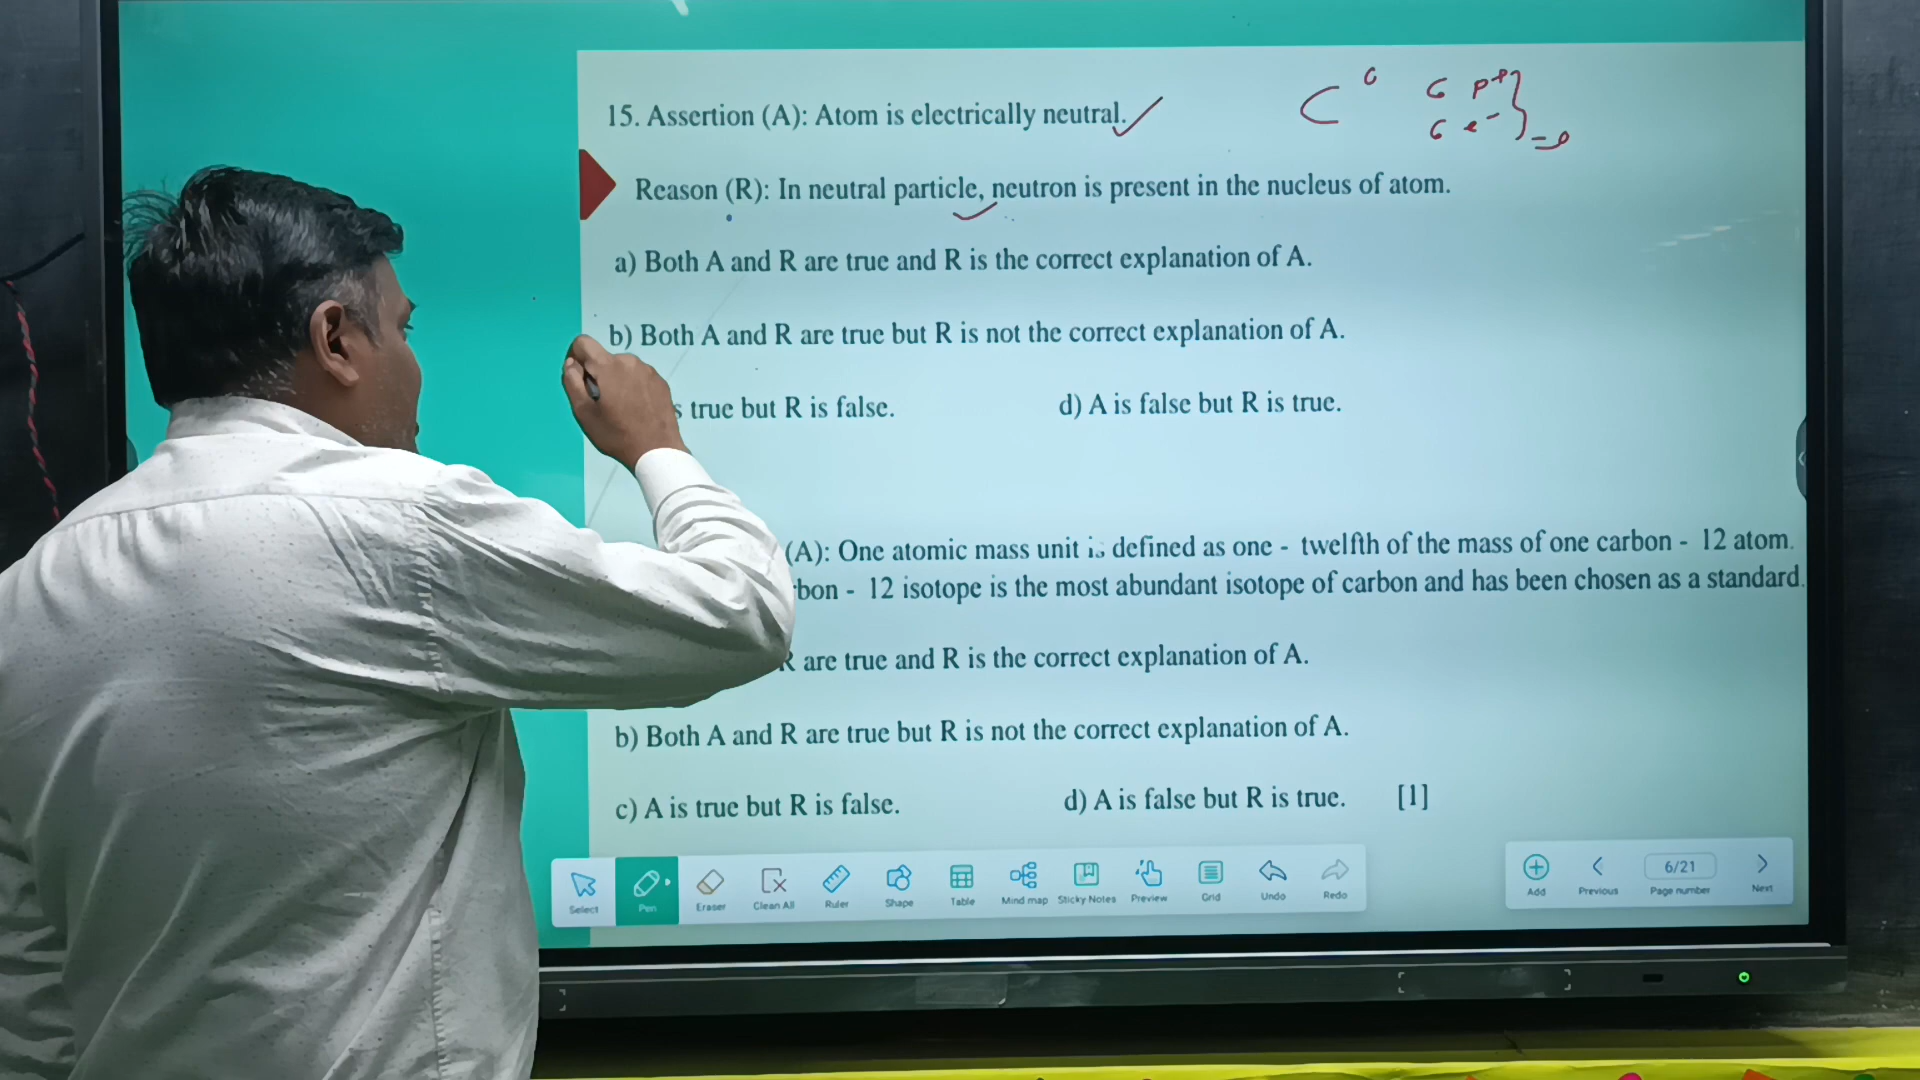 15. Assertion (A): Atom is electrically neutral.
C 6 6 p+
6 e-
Reason (R): In neutral particle, neutron is present in the nucleus of atom.
a) Both A and R are true and R is the correct explanation of A.
b) Both A and R are true but R is not the correct explanation of A.
s true but R is false. d) A is false but R is true.
(A): One atomic mass unit is defined as one - twelfth of the mass of one carbon - 12 atom.
bon - 12 isotope is the most abundant isotope of carbon and has been chosen as a standard.
R are true and R is the correct explanation of A.
b) Both A and R are true but R is not the correct explanation of A.
c) A is true but R is false. d) A is false but R is true. [1]
Select Pen Eraser Clean All Ruler Shape Table Mind map Sticky Notes Preview Grid Undo Redo
6/21
Add Previous Page number Next